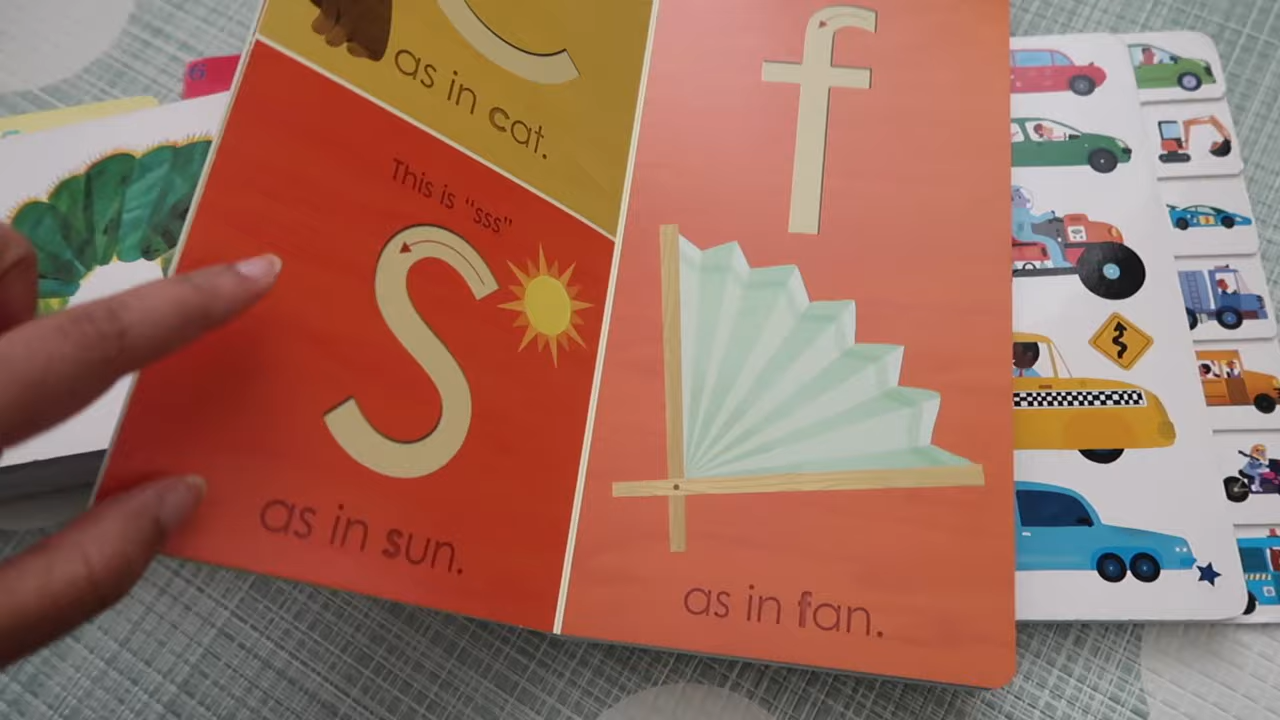 c
as in cat.
This is "sss"
s
as in sun.
f
as in fan.